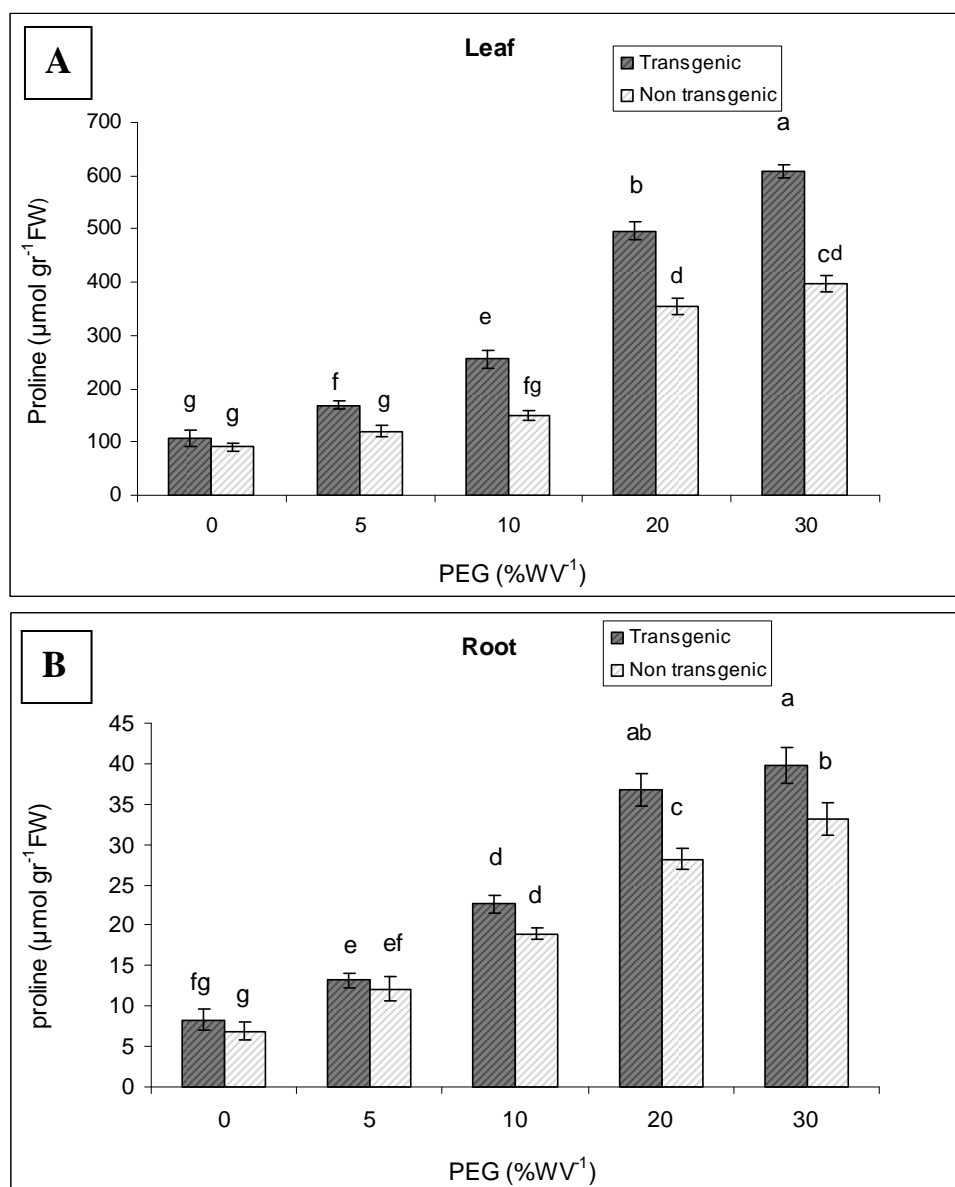 A
Leaf
Transgenic
Non transgenic
Proline (µmol gr⁻¹FW)
700
600
500
400
300
200
100
0
g g f g e fg b d a cd
0 5 10 20 30
PEG (%WV⁻¹)
B
Root
Transgenic
Non transgenic
proline (µmol gr⁻¹FW)
45
40
35
30
25
20
15
10
5
0
fg g e ef d d ab c a b
0 5 10 20 30
PEG (%WV⁻¹)